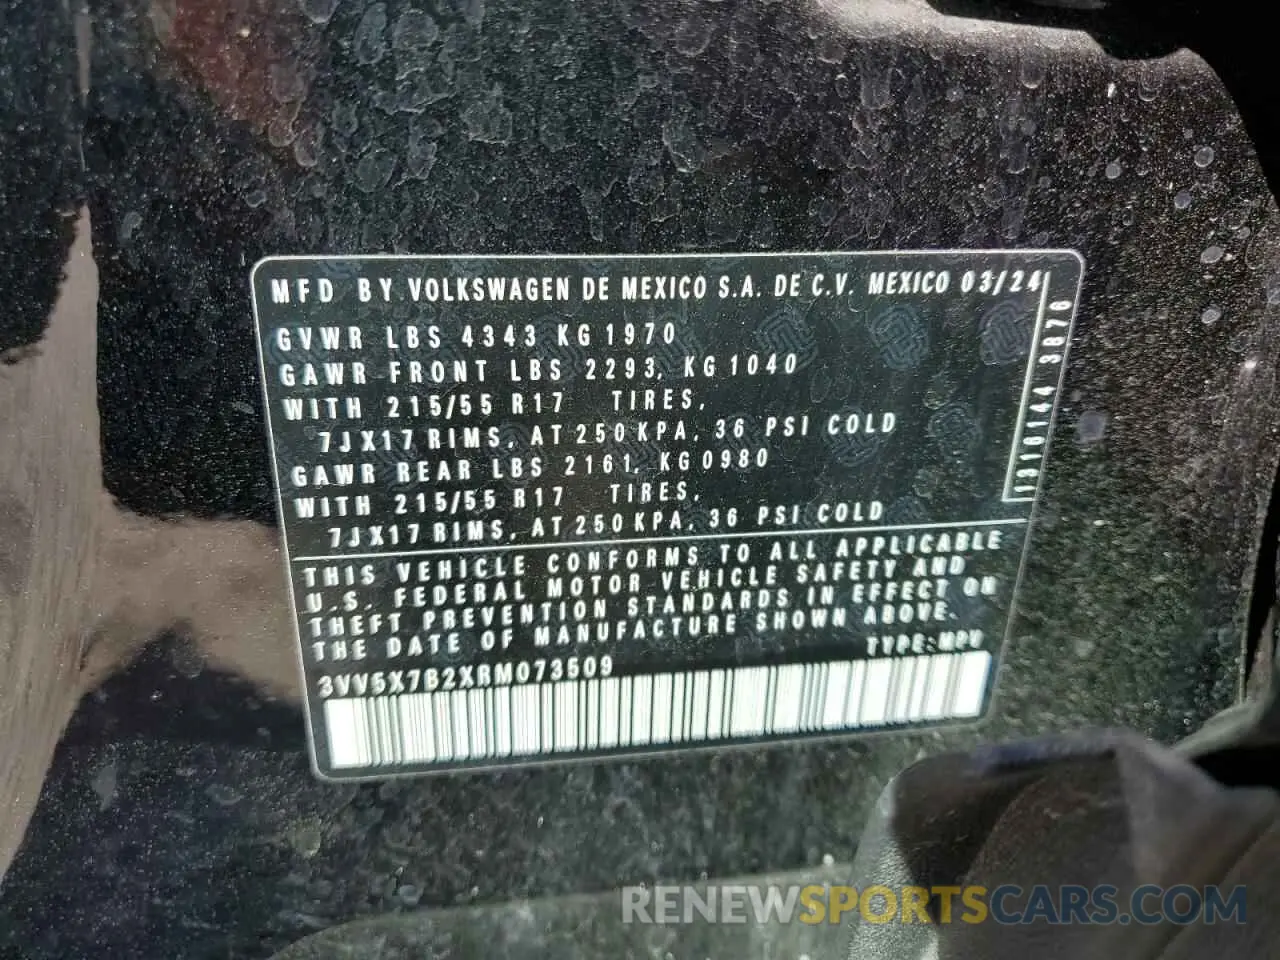 MFD BY VOLKSWAGEN DE MEXICO S.A. DE C.V. MEXICO 03/24
GVWR LBS 4343 KG 1970
GAWR FRONT LBS 2293, KG 1040
WITH 215/55 R17 TIRES,
7JX17 RIMS, AT 250 KPA, 36 PSI COLD
GAWR REAR LBS 2161, KG 0980
WITH 215/55 R17 TIRES,
7JX17 RIMS, AT 250 KPA, 36 PSI COLD
1316144 3876
THIS VEHICLE CONFORMS TO ALL APPLICABLE
U.S. FEDERAL MOTOR VEHICLE SAFETY AND
THEFT PREVENTION STANDARDS IN EFFECT ON
THE DATE OF MANUFACTURE SHOWN ABOVE.
TYPE: MPV
3VV5X7B2XRM073509
RENEWSPORTSCARS.COM